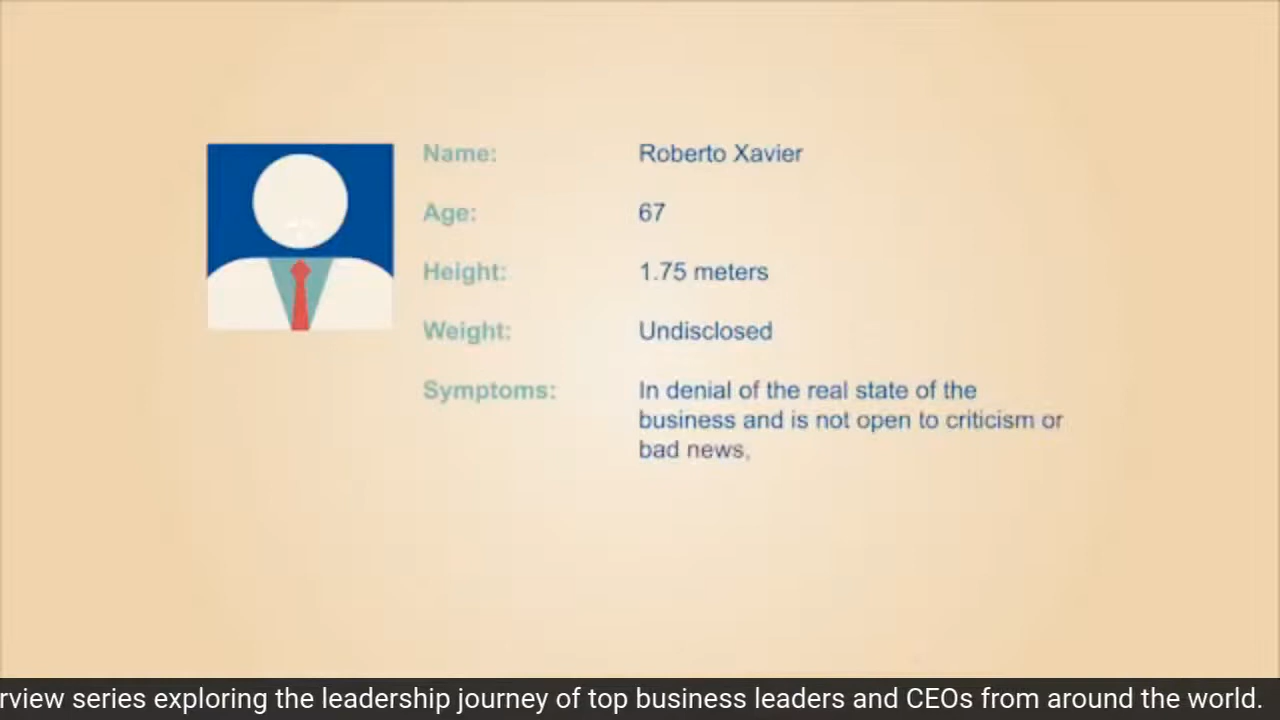 Name: Roberto Xavier
Age: 67
Height: 1.75 meters
Weight: Undisclosed
Symptoms: In denial of the real state of the
business and is not open to criticism or
bad news,
rview series exploring the leadership journey of top business leaders and CEOs from around the world.